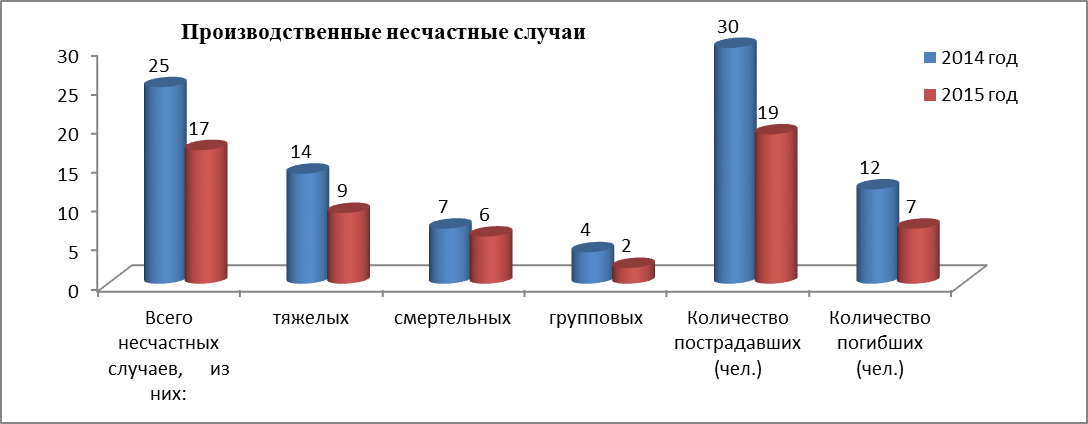 Производственные несчастные случаи
2014 год
2015 год
30
25
20
15
10
5
0
25
17
14
9
7
6
4
2
30
19
12
7
Всего
несчастных
случаев, из
них:
тяжелых
смертельных
групповых
Количество
пострадавших
(чел.)
Количество
погибших
(чел.)